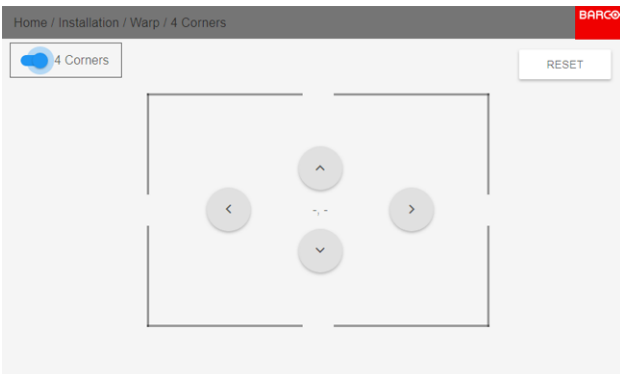 Home / Installation / Warp / 4 Corners
BARCO
4 Corners
RESET
-, -